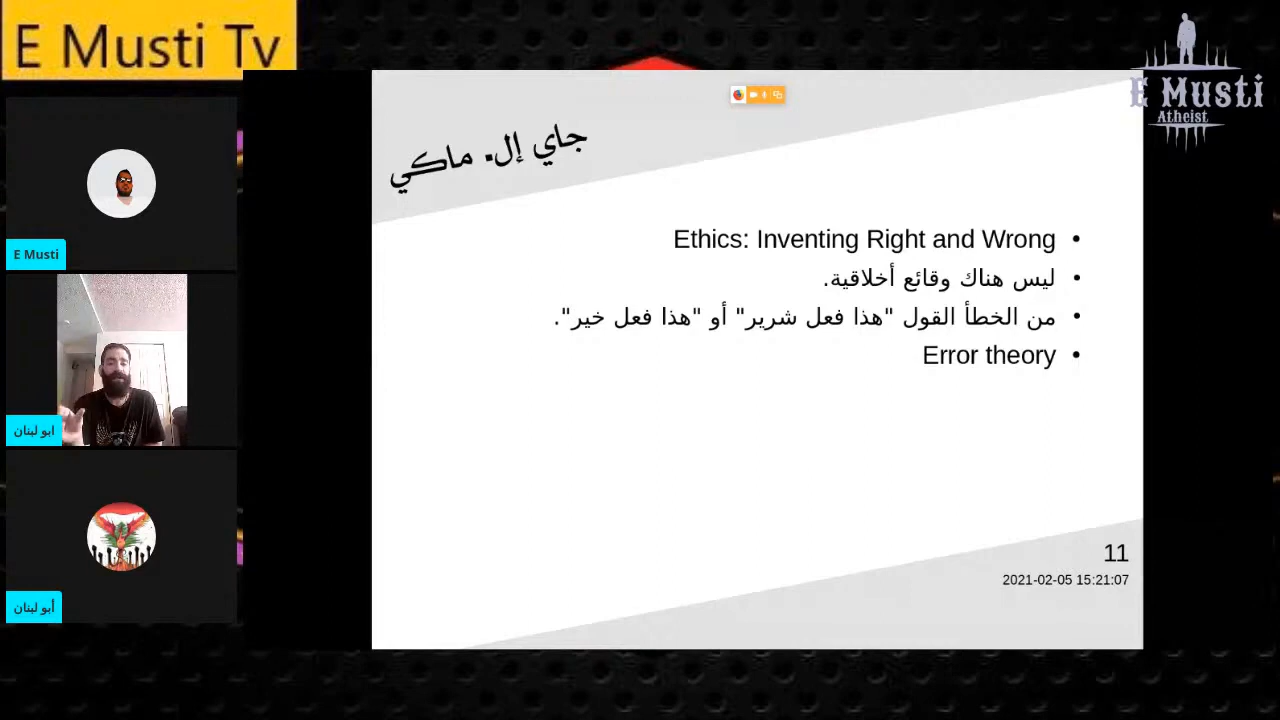 E Musti Tv
E Musti
Atheist
E Musti
ابو لبنان
أبو لبنان
جاي إل. ماكي
Ethics: Inventing Right and Wrong
ليس هناك وقائع أخلاقية.
من الخطأ القول "هذا فعل شرير" أو "هذا فعل خير".
Error theory
11
2021-02-05 15:21:07